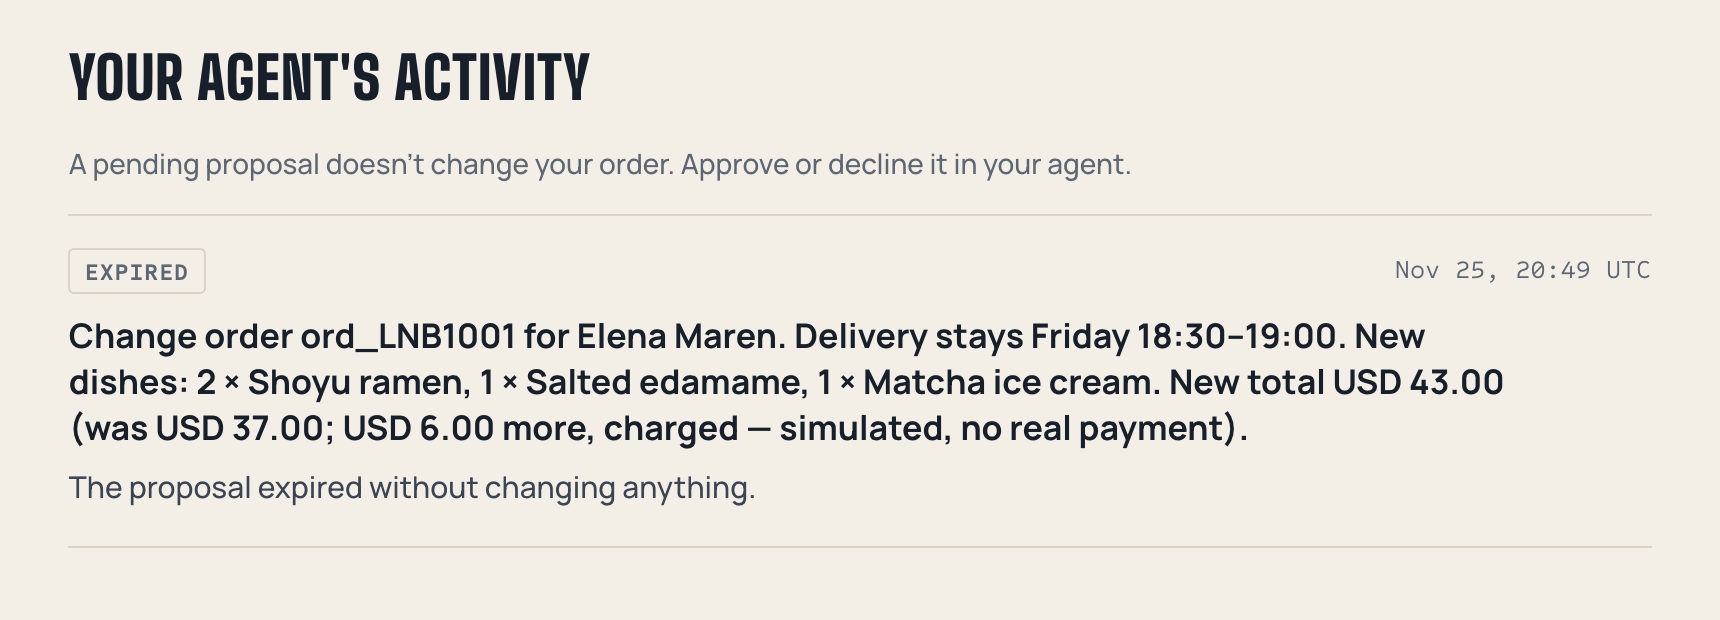 YOUR AGENT'S ACTIVITY
A pending proposal doesn’t change your order. Approve or decline it in your agent.
EXPIRED
Nov 25, 20:49 UTC
Change order ord_LNB1001 for Elena Maren. Delivery stays Friday 18:30–19:00. New
dishes: 2 × Shoyu ramen, 1 × Salted edamame, 1 × Matcha ice cream. New total USD 43.00
(was USD 37.00; USD 6.00 more, charged — simulated, no real payment).
The proposal expired without changing anything.